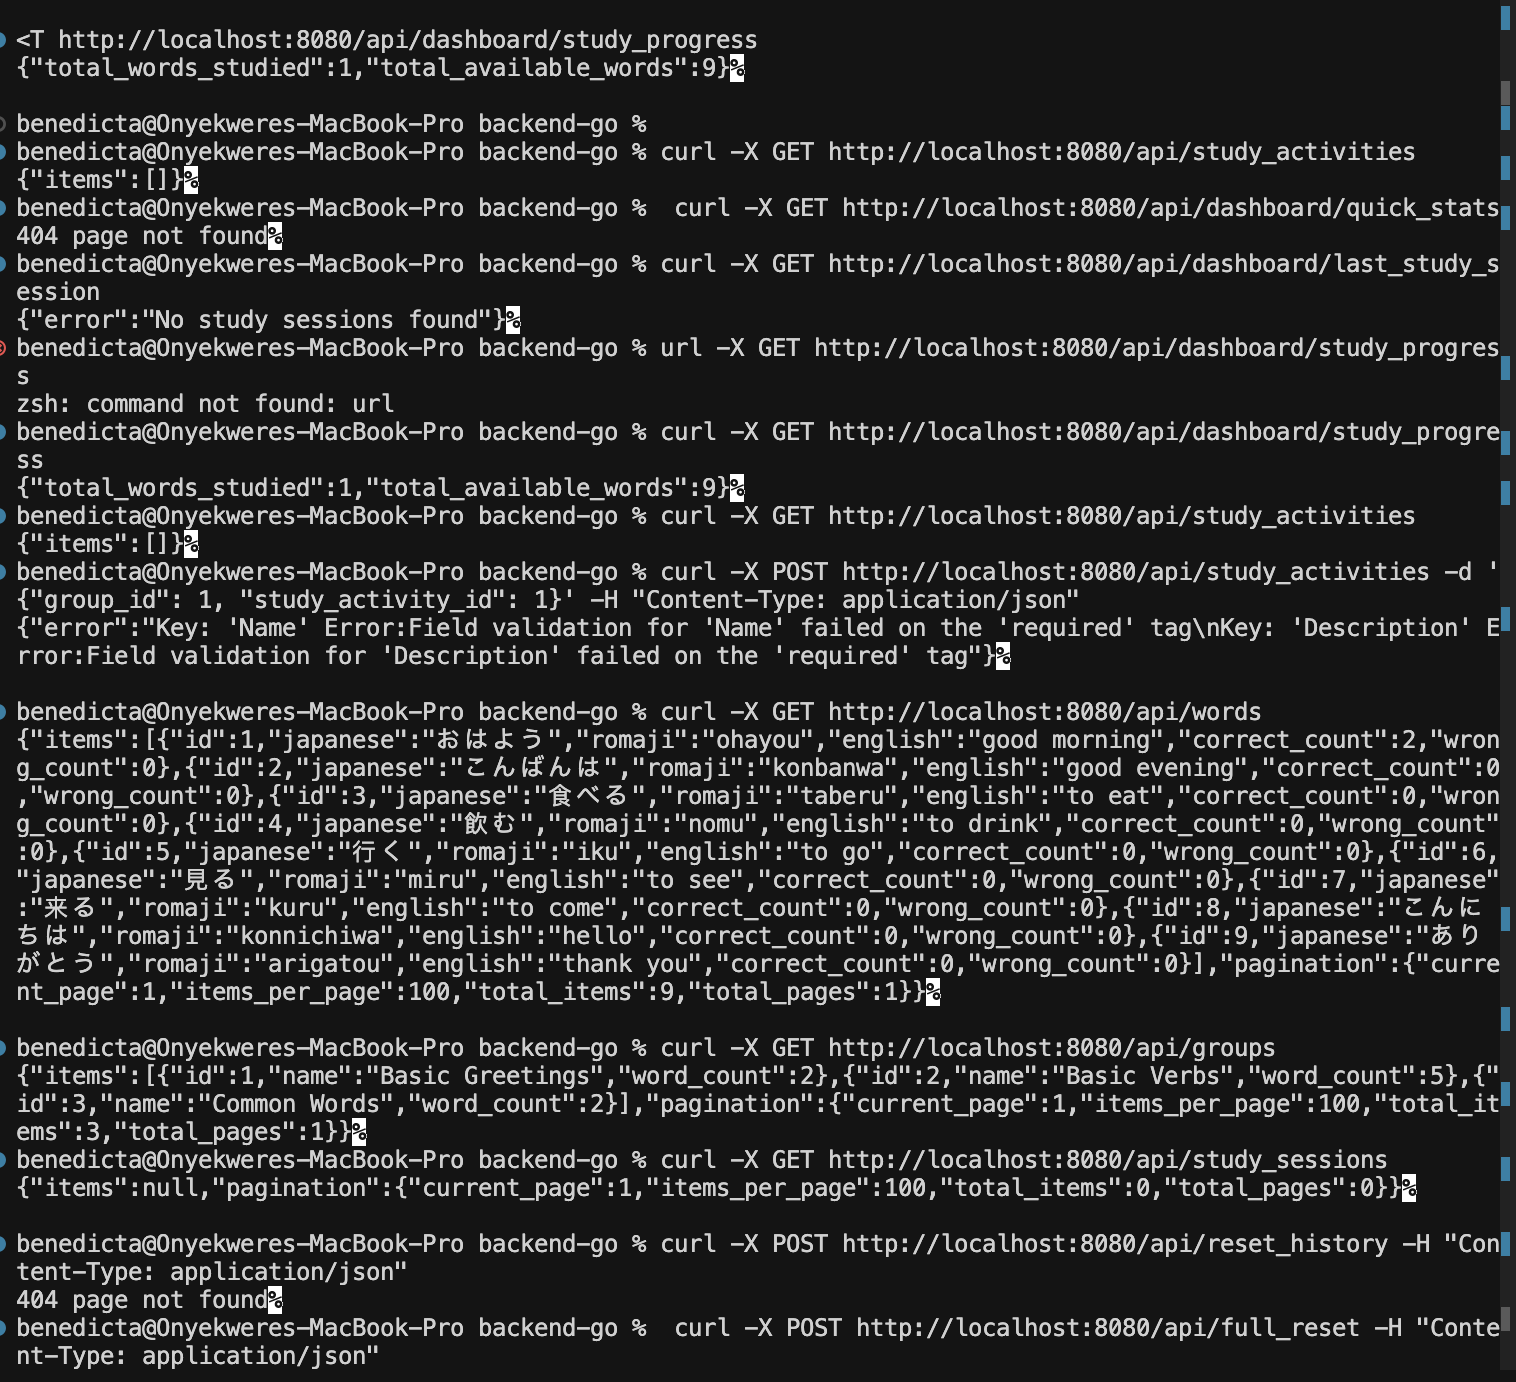 <T http://localhost:8080/api/dashboard/study_progress
{"total_words_studied":1,"total_available_words":9}%
benedicta@Onyekweres-MacBook-Pro backend-go %
benedicta@Onyekweres-MacBook-Pro backend-go % curl -X GET http://localhost:8080/api/study_activities
{"items":[]}%
benedicta@Onyekweres-MacBook-Pro backend-go %  curl -X GET http://localhost:8080/api/dashboard/quick_stats
404 page not found%
benedicta@Onyekweres-MacBook-Pro backend-go % curl -X GET http://localhost:8080/api/dashboard/last_study_s
ession
{"error":"No study sessions found"}%
benedicta@Onyekweres-MacBook-Pro backend-go % url -X GET http://localhost:8080/api/dashboard/study_progres
s
zsh: command not found: url
benedicta@Onyekweres-MacBook-Pro backend-go % curl -X GET http://localhost:8080/api/dashboard/study_progre
ss
{"total_words_studied":1,"total_available_words":9}%
benedicta@Onyekweres-MacBook-Pro backend-go % curl -X GET http://localhost:8080/api/study_activities
{"items":[]}%
benedicta@Onyekweres-MacBook-Pro backend-go % curl -X POST http://localhost:8080/api/study_activities -d '
{"group_id": 1, "study_activity_id": 1}' -H "Content-Type: application/json"
{"error":"Key: 'Name' Error:Field validation for 'Name' failed on the 'required' tag\nKey: 'Description' E
rror:Field validation for 'Description' failed on the 'required' tag"}%
benedicta@Onyekweres-MacBook-Pro backend-go % curl -X GET http://localhost:8080/api/words
{"items":[{"id":1,"japanese":"おはよう","romaji":"ohayou","english":"good morning","correct_count":2,"wron
g_count":0},{"id":2,"japanese":"こんばんは","romaji":"konbanwa","english":"good evening","correct_count":0
,"wrong_count":0},{"id":3,"japanese":"食べる","romaji":"taberu","english":"to eat","correct_count":0,"wron
g_count":0},{"id":4,"japanese":"飲む","romaji":"nomu","english":"to drink","correct_count":0,"wrong_count"
:0},{"id":5,"japanese":"行く","romaji":"iku","english":"to go","correct_count":0,"wrong_count":0},{"id":6,
"japanese":"見る","romaji":"miru","english":"to see","correct_count":0,"wrong_count":0},{"id":7,"japanese"
:"来る","romaji":"kuru","english":"to come","correct_count":0,"wrong_count":0},{"id":8,"japanese":"こんに
ちは","romaji":"konnichiwa","english":"hello","correct_count":0,"wrong_count":0},{"id":9,"japanese":"あり
がとう","romaji":"arigatou","english":"thank you","correct_count":0,"wrong_count":0}],"pagination":{"curre
nt_page":1,"items_per_page":100,"total_items":9,"total_pages":1}}%
benedicta@Onyekweres-MacBook-Pro backend-go % curl -X GET http://localhost:8080/api/groups
{"items":[{"id":1,"name":"Basic Greetings","word_count":2},{"id":2,"name":"Basic Verbs","word_count":5},{"
id":3,"name":"Common Words","word_count":2}],"pagination":{"current_page":1,"items_per_page":100,"total_it
ems":3,"total_pages":1}}%
benedicta@Onyekweres-MacBook-Pro backend-go % curl -X GET http://localhost:8080/api/study_sessions
{"items":null,"pagination":{"current_page":1,"items_per_page":100,"total_items":0,"total_pages":0}}%
benedicta@Onyekweres-MacBook-Pro backend-go % curl -X POST http://localhost:8080/api/reset_history -H "Con
tent-Type: application/json"
404 page not found%
benedicta@Onyekweres-MacBook-Pro backend-go %  curl -X POST http://localhost:8080/api/full_reset -H "Conte
nt-Type: application/json"